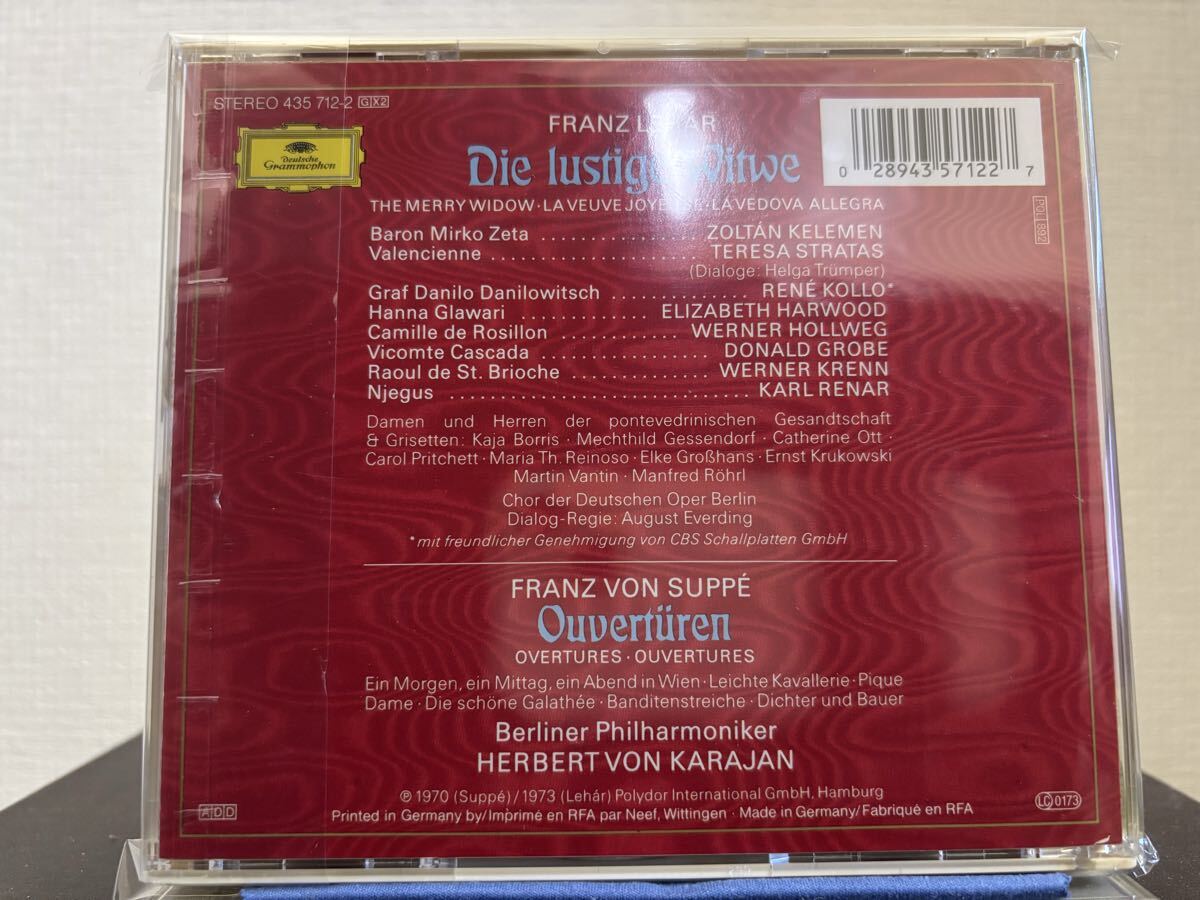 STEREO 435 712-2 GX2
Deutsche
Grammophon
FRANZ
Die
0 28943 57122 7
POL 892
THE MERRY WIDOW · LA VEUVE · LA VEDOVA ALLEGRA
Baron Mirko Zeta .................... ZOLTÁN KELEMEN
Valencienne ........................ TERESA STRATAS
(Dialoge: Helga Trümper)
Graf Danilo Danilowitsch .............. RENÉ KOLLO*
Hanna Glawari ............. ELIZABETH HARWOOD
Camille de Rosillon ............ WERNER HOLLWEG
Vicomte Cascada ................. DONALD GROBE
Raoul de St. Brioche .............. WERNER KRENN
Njegus ............................... KARL RENAR
Damen und Herren der pontevedrinischen Gesandtschaft
& Grisetten: Kaja Borris · Mechthild Gessendorf · Catherine Ott ·
Carol Pritchett · Maria Th. Reinoso · Elke Großhans · Ernst Krukowski
Martin Vantin · Manfred Röhrl
Chor der Deutschen Oper Berlin
Dialog-Regie: August Everding
*mit freundlicher Genehmigung von CBS Schallplatten GmbH
FRANZ VON SUPPÉ
Ouvertüren
OVERTURES · OUVERTURES
Ein Morgen, ein Mittag, ein Abend in Wien · Leichte Kavallerie · Pique
Dame · Die schöne Galathée · Banditenstreiche · Dichter und Bauer
Berliner Philharmoniker
HERBERT VON KARAJAN
ADD
℗ 1970 (Suppé) / 1973 (Lehár) Polydor International GmbH, Hamburg
Printed in Germany by/Imprimé en RFA par Neef, Wittingen · Made in Germany/Fabriqué en RFA
LC 0173